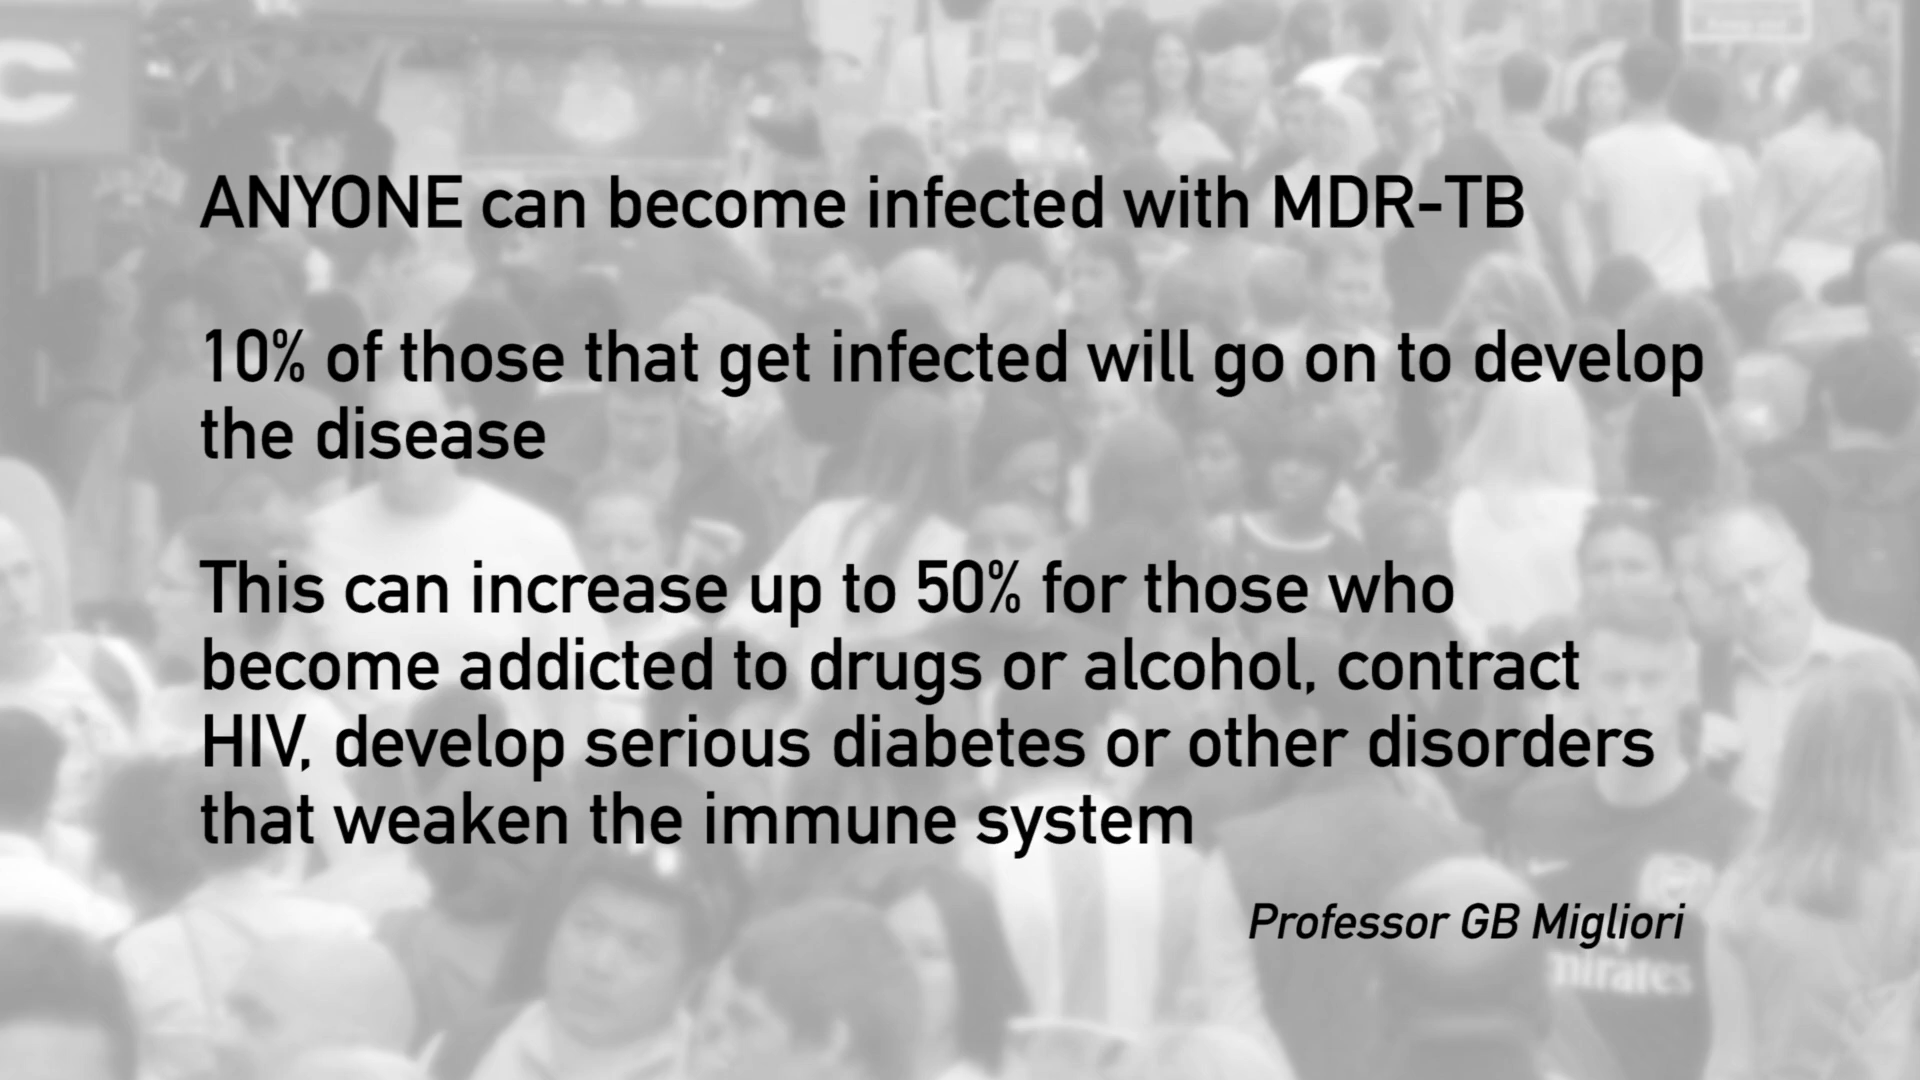 ANYONE can become infected with MDR-TB
10% of those that get infected will go on to develop
the disease
This can increase up to 50% for those who
become addicted to drugs or alcohol, contract
HIV, develop serious diabetes or other disorders
that weaken the immune system
Professor GB Migliori